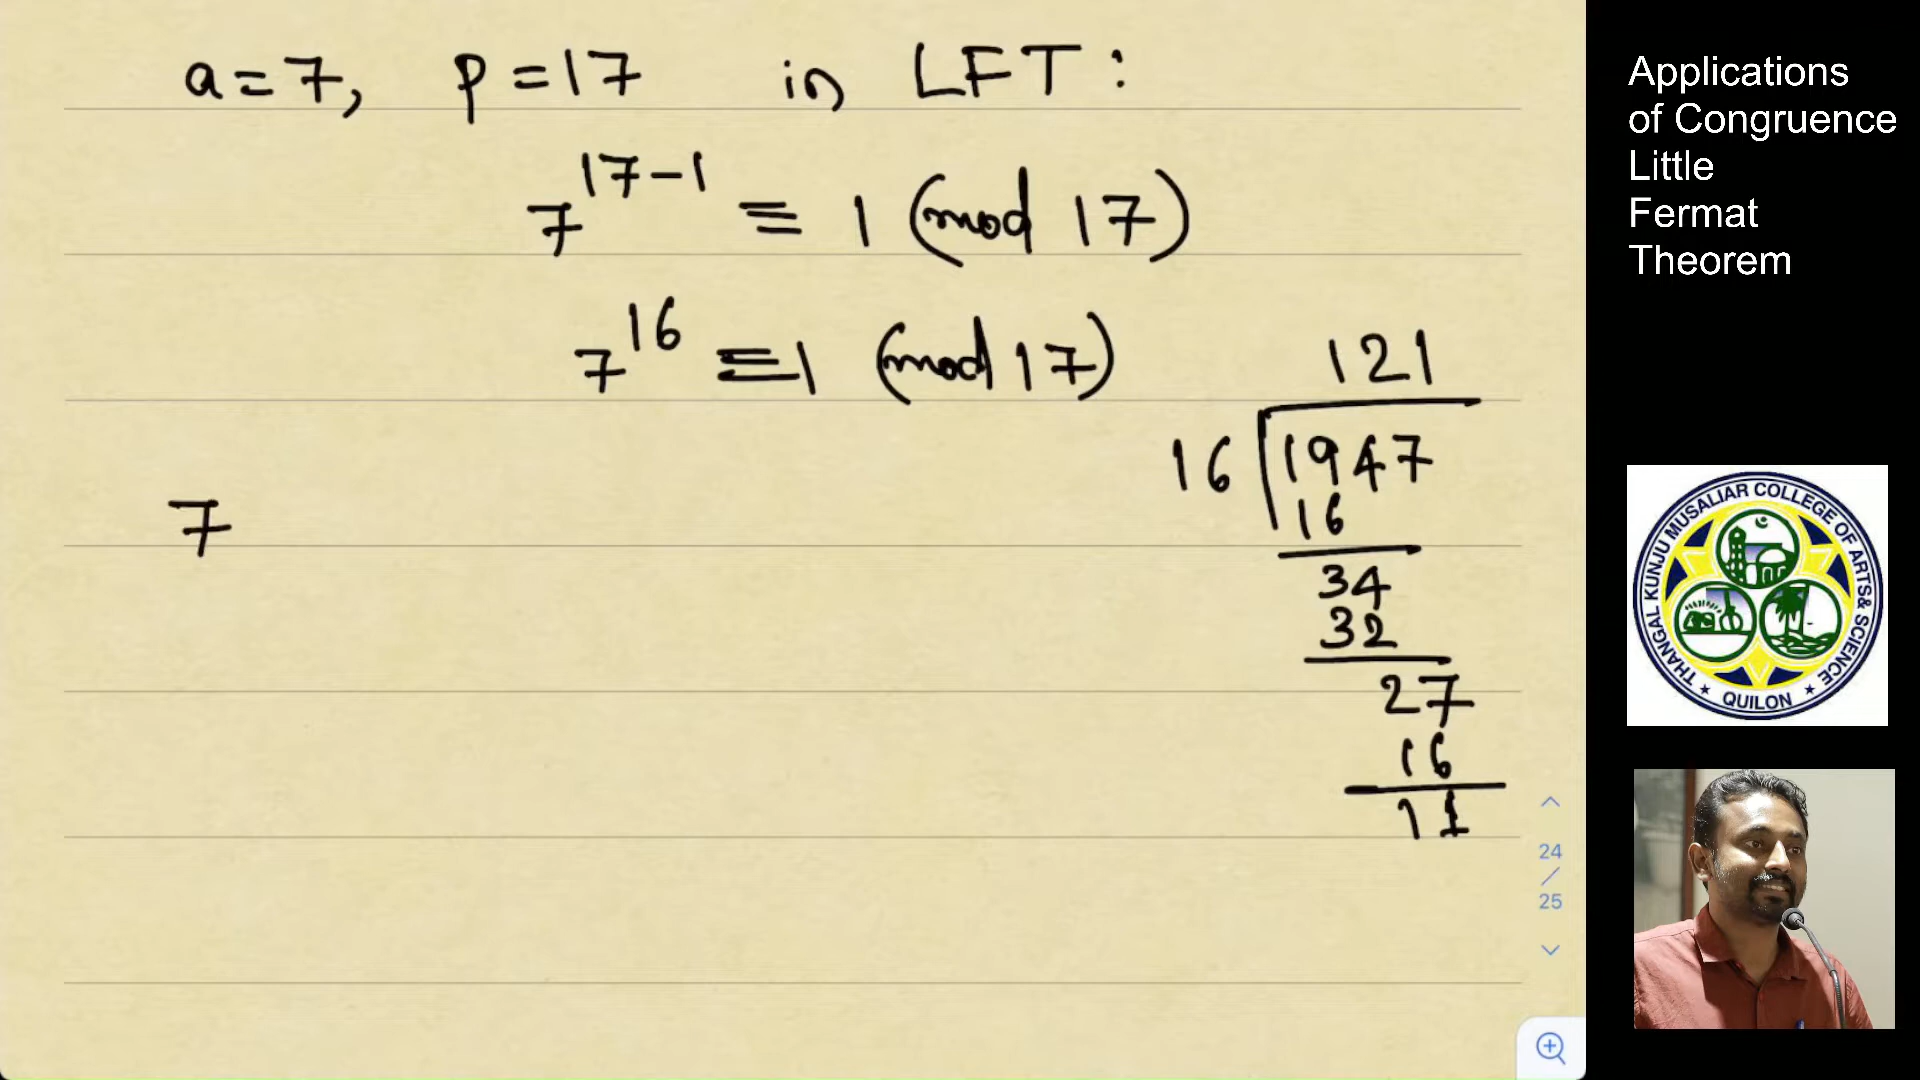 a=7, p=17 in LFT:
7^{17-1} ≡ 1 (mod 17)
7^{16} ≡ 1 (mod 17)
121
16 1947
16
34
32
27
16
11
7
24
/
25
Applications
of Congruence
Little
Fermat
Theorem
THANGAL KUNJU MUSALIAR COLLEGE OF ARTS& SCIENCE
★ QUILON ★